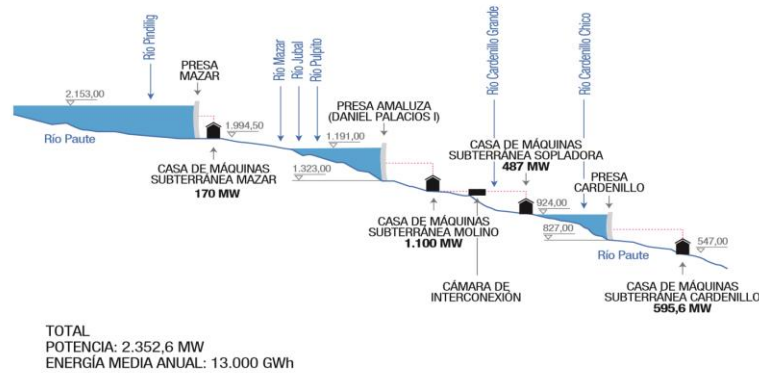 Río Pindilig
PRESA
MAZAR
2.153,00
Río Paute
1.994,50
CASA DE MÁQUINAS
SUBTERRÁNEA MAZAR
170 MW
Río Mazar
Río Jubal
Río Pulpito
PRESA AMALUZA
(DANIEL PALACIOS I)
1.191,00
1.323,00
CASA DE MÁQUINAS
SUBTERRÁNEA MOLINO
1.100 MW
CÁMARA DE
INTERCONEXIÓN
Río Cardenillo Grande
CASA DE MÁQUINAS
SUBTERRÁNEA SOPLADORA
487 MW
Río Cardenillo Chico
PRESA
CARDENILLO
924,00
827,00
Río Paute
547,00
CASA DE MÁQUINAS
SUBTERRÁNEA CARDENILLO
595,6 MW
TOTAL
POTENCIA: 2.352,6 MW
ENERGÍA MEDIA ANUAL: 13.000 GWh